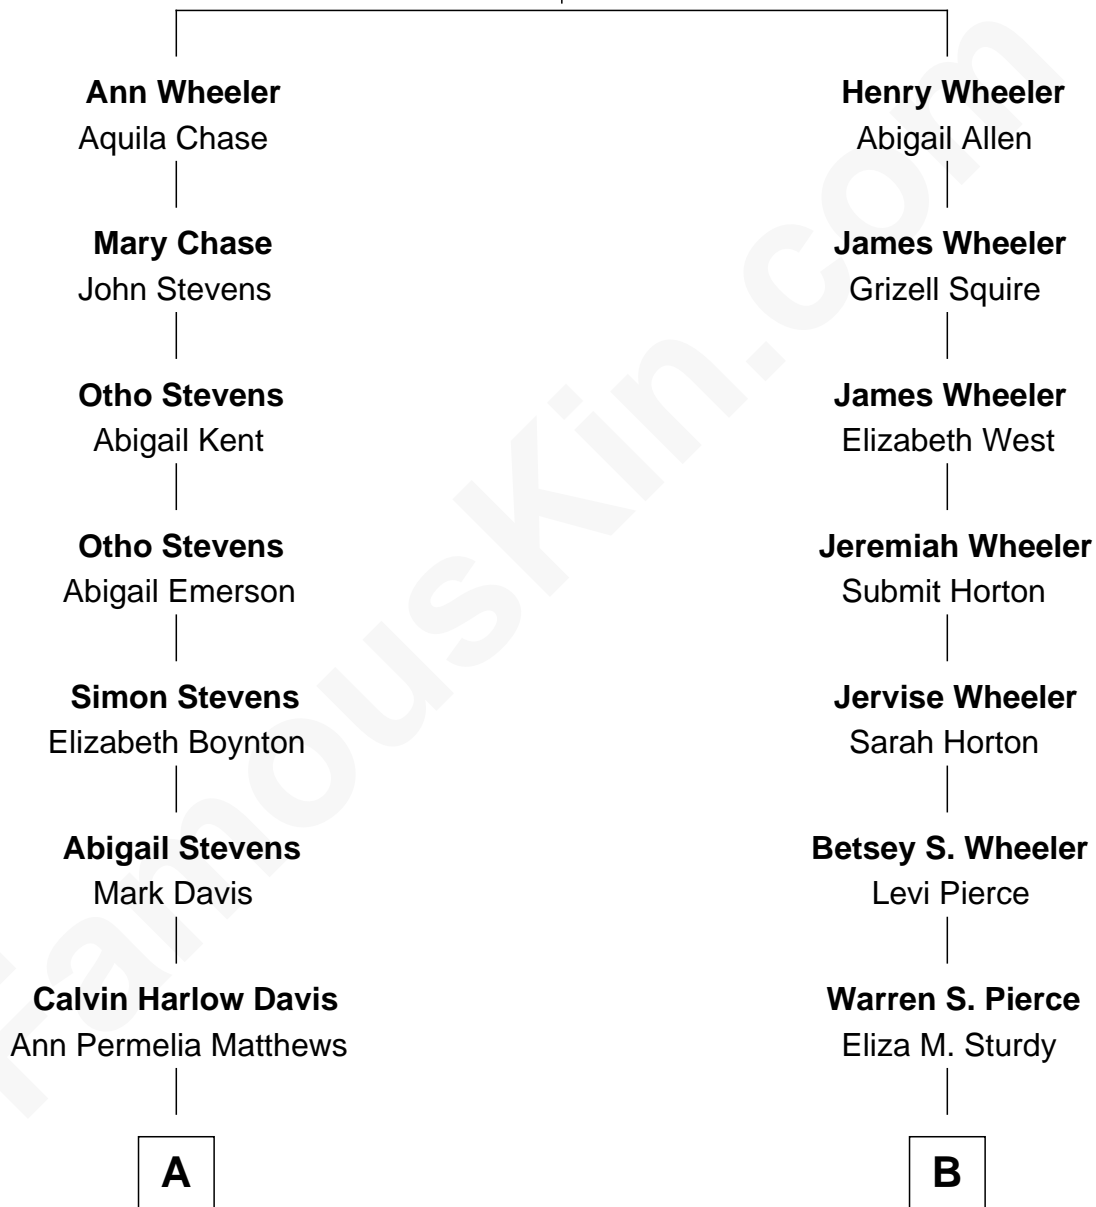 Ann Wheeler
Aquila Chase
Mary Chase
John Stevens
Otho Stevens
Abigail Kent
Otho Stevens
Abigail Emerson
Simon Stevens
Elizabeth Boynton
Abigail Stevens
Mark Davis
Calvin Harlow Davis
Ann Permelia Matthews
A
Henry Wheeler
Abigail Allen
James Wheeler
Grizell Squire
James Wheeler
Elizabeth West
Jeremiah Wheeler
Submit Horton
Jervise Wheeler
Sarah Horton
Betsey S. Wheeler
Levi Pierce
Warren S. Pierce
Eliza M. Sturdy
B
FamousKin.com